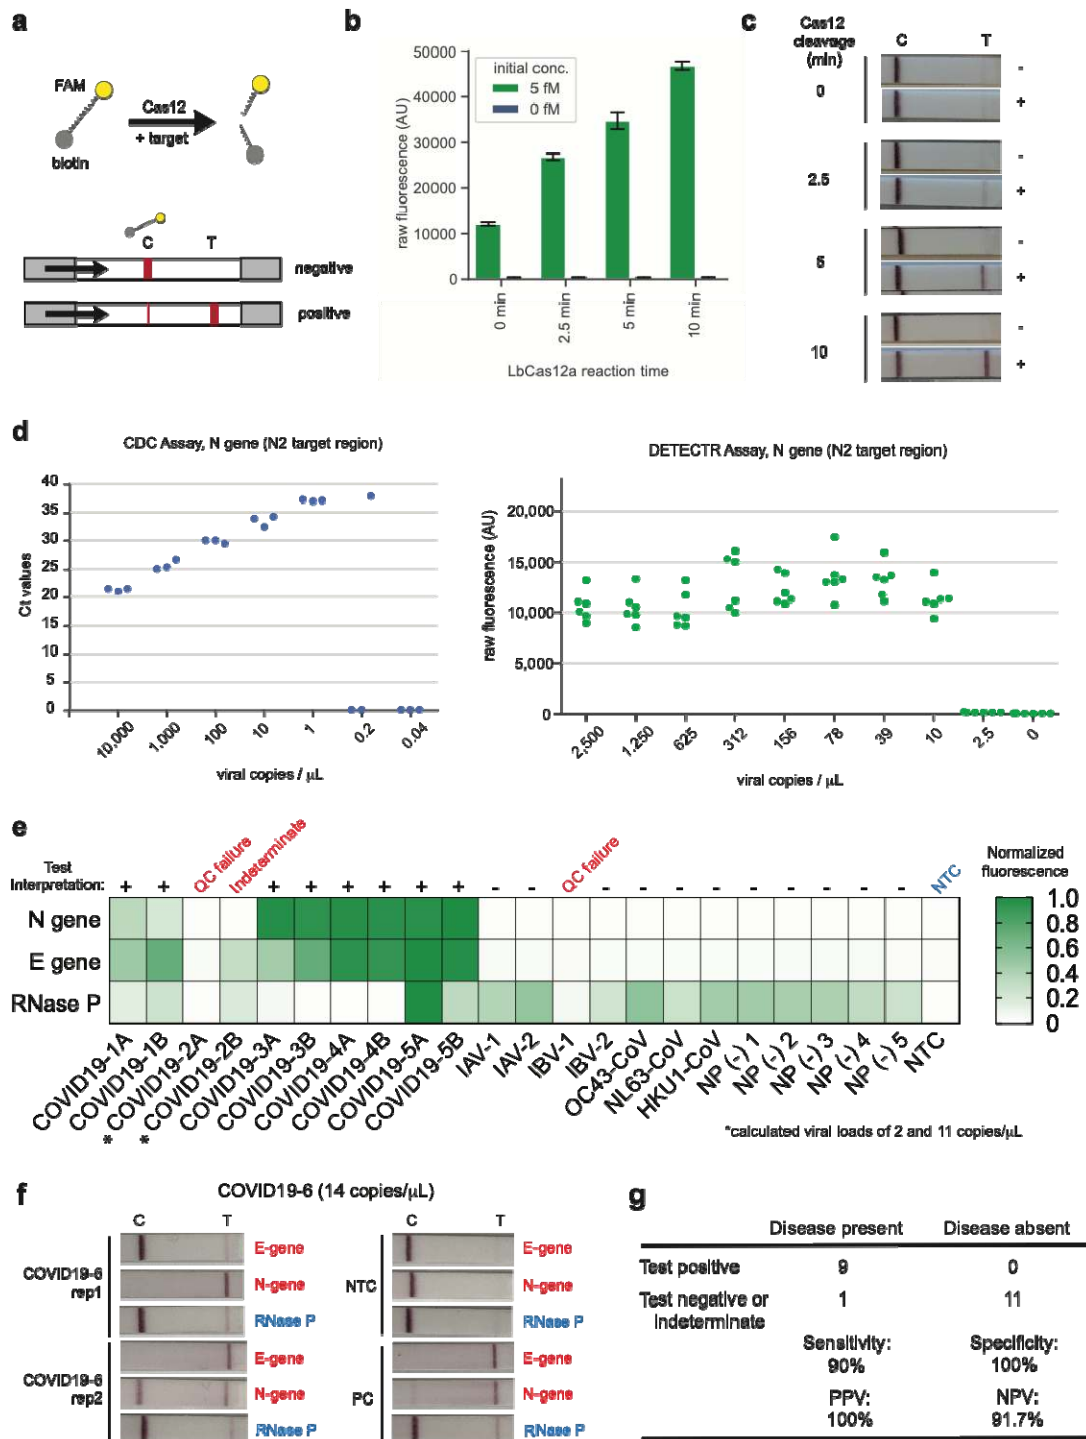 a
FAM
Cas12
+ target
biotin
C T
negative
positive
b
50000
40000
30000
20000
10000
0
raw fluorescence (AU)
initial conc.
5 fM
0 fM
0 min
2.5 min
5 min
10 min
LbCas12a reaction time
c
Cas12
cleavage
(min)
C T
0
-
+
2.5
-
+
5
-
+
10
-
+
d
CDC Assay, N gene (N2 target region)
40
35
30
25
20
15
10
5
0
Ct values
10,000
1,000
100
10
1
0.2
0.04
viral copies / μL
DETECTR Assay, N gene (N2 target region)
20,000
15,000
10,000
5,000
0
raw fluorescence (AU)
2,500
1,250
625
312
156
78
39
10
2.5
0
viral copies / μL
e
Test
Interpretation:
+ + QC failure Indeterminate + + + + + + - - QC failure - - - - - - - - - NTC
N gene
E gene
RNase P
COVID19-1A
COVID19-1B
*COVID19-2A
*COVID19-2B
COVID19-3A
COVID19-3B
COVID19-4A
COVID19-4B
COVID19-5A
COVID19-5B
IAV-1
IAV-2
IBV-1
IBV-2
OC43-CoV
NL63-CoV
HKU1-CoV
NP (-) 1
NP (-) 2
NP (-) 3
NP (-) 4
NP (-) 5
NTC
Normalized
fluorescence
1.0
0.8
0.6
0.4
0.2
0
*calculated viral loads of 2 and 11 copies/μL
f
COVID19-6 (14 copies/μL)
C T
COVID19-6
rep1
E-gene
N-gene
RNase P
COVID19-6
rep2
E-gene
N-gene
RNase P
C T
NTC
E-gene
N-gene
RNase P
PC
E-gene
N-gene
RNase P
g
Disease present Disease absent
Test positive 9 0
Test negative or
indeterminate 1 11
Sensitivity: Specificity:
90% 100%
PPV: NPV:
100% 91.7%